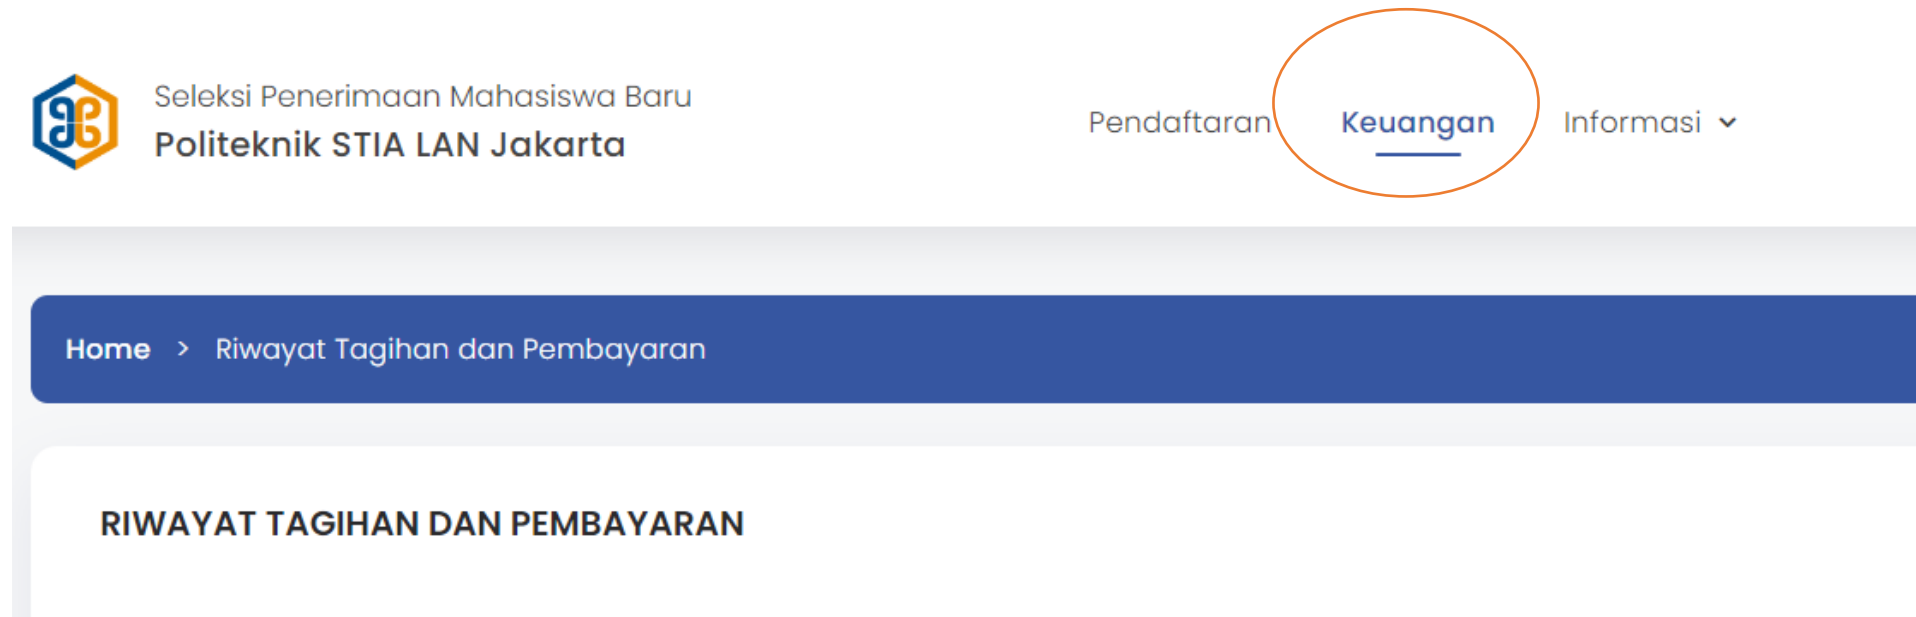 Seleksi Penerimaan Mahasiswa Baru
Politeknik STIA LAN Jakarta
Pendaftaran Keuangan Informasi
Home > Riwayat Tagihan dan Pembayaran
RIWAYAT TAGIHAN DAN PEMBAYARAN